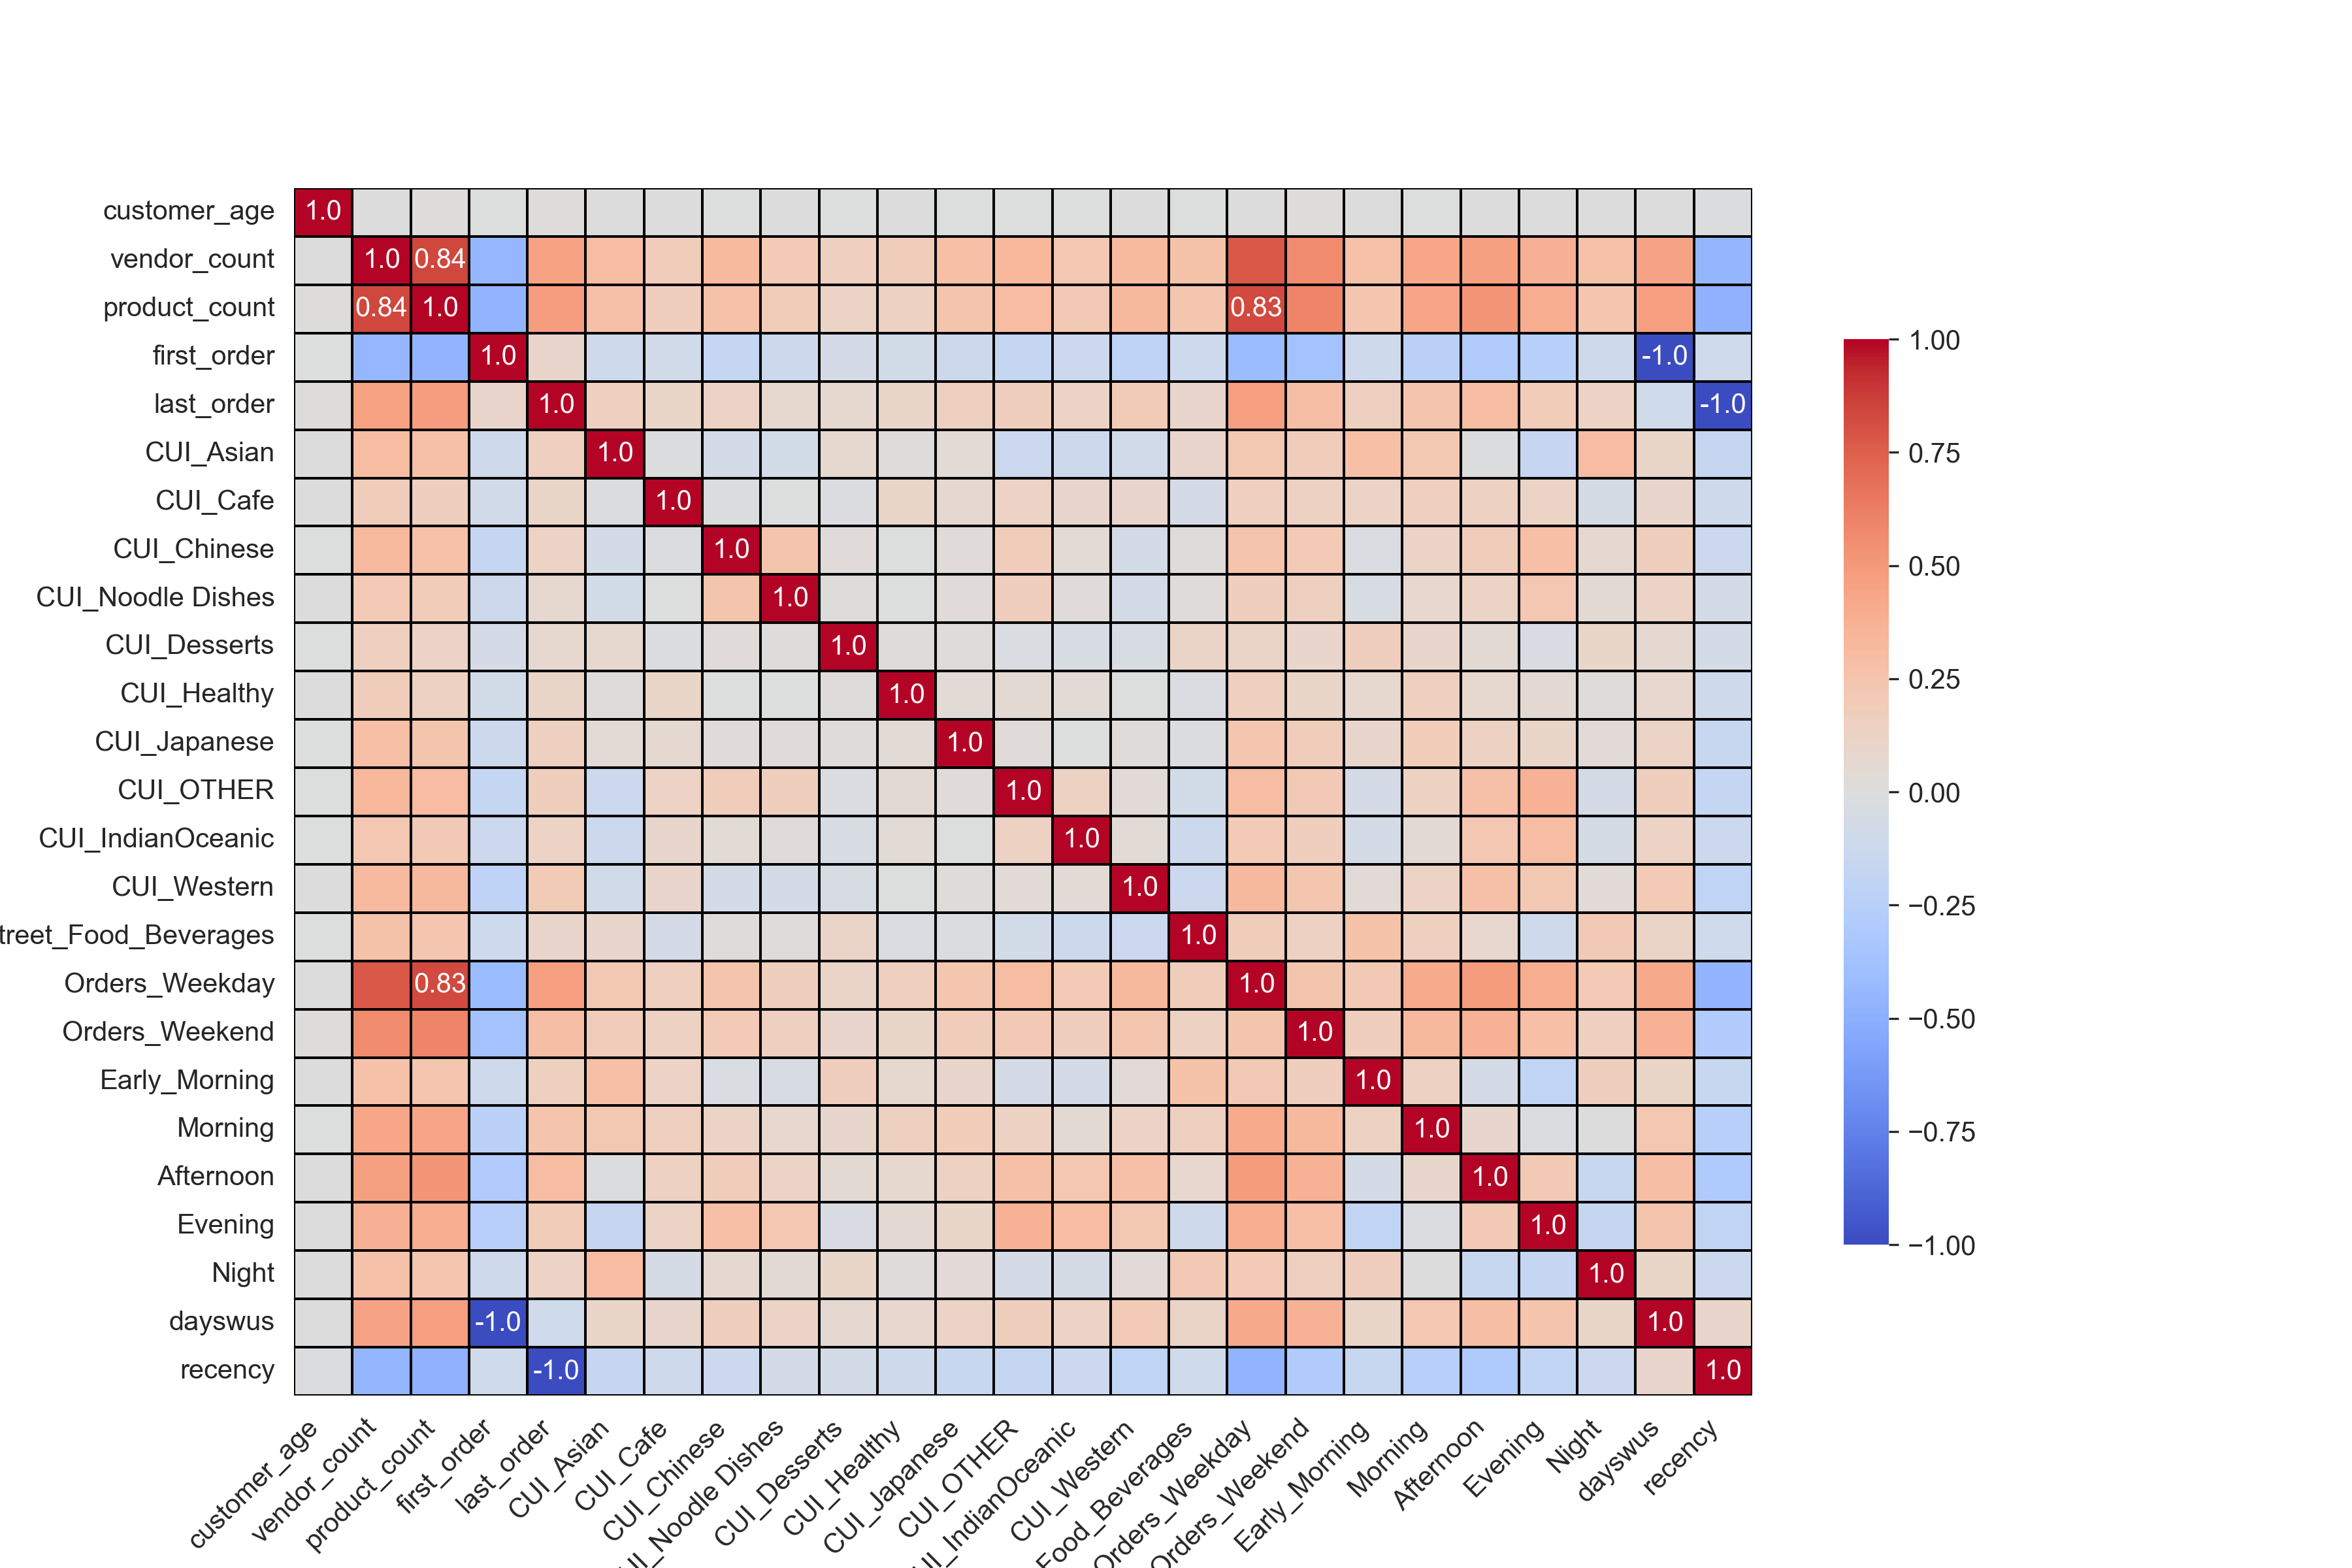 customer_age 1.0
vendor_count 1.0 0.84
product_count 0.84 1.0 0.83
first_order 1.0 -1.0
last_order 1.0 -1.0
CUI_Asian 1.0
CUI_Cafe 1.0
CUI_Chinese 1.0
CUI_Noodle Dishes 1.0
CUI_Desserts 1.0
CUI_Healthy 1.0
CUI_Japanese 1.0
CUI_OTHER 1.0
CUI_IndianOceanic 1.0
CUI_Western 1.0
treet_Food_Beverages 1.0
Orders_Weekday 0.83 1.0
Orders_Weekend 1.0
Early_Morning 1.0
Morning 1.0
Afternoon 1.0
Evening 1.0
Night 1.0
dayswus -1.0 1.0
recency -1.0 1.0
customer_age
vendor_count
product_count
first_order
last_order
CUI_Asian
CUI_Cafe
CUI_Chinese
UI_Noodle Dishes
CUI_Desserts
CUI_Healthy
CUI_Japanese
CUI_OTHER
UI_IndianOceanic
CUI_Western
Food_Beverages
Orders_Weekday
Orders_Weekend
Early_Morning
Morning
Afternoon
Evening
Night
dayswus
recency
1.00
0.75
0.50
0.25
0.00
−0.25
−0.50
−0.75
−1.00